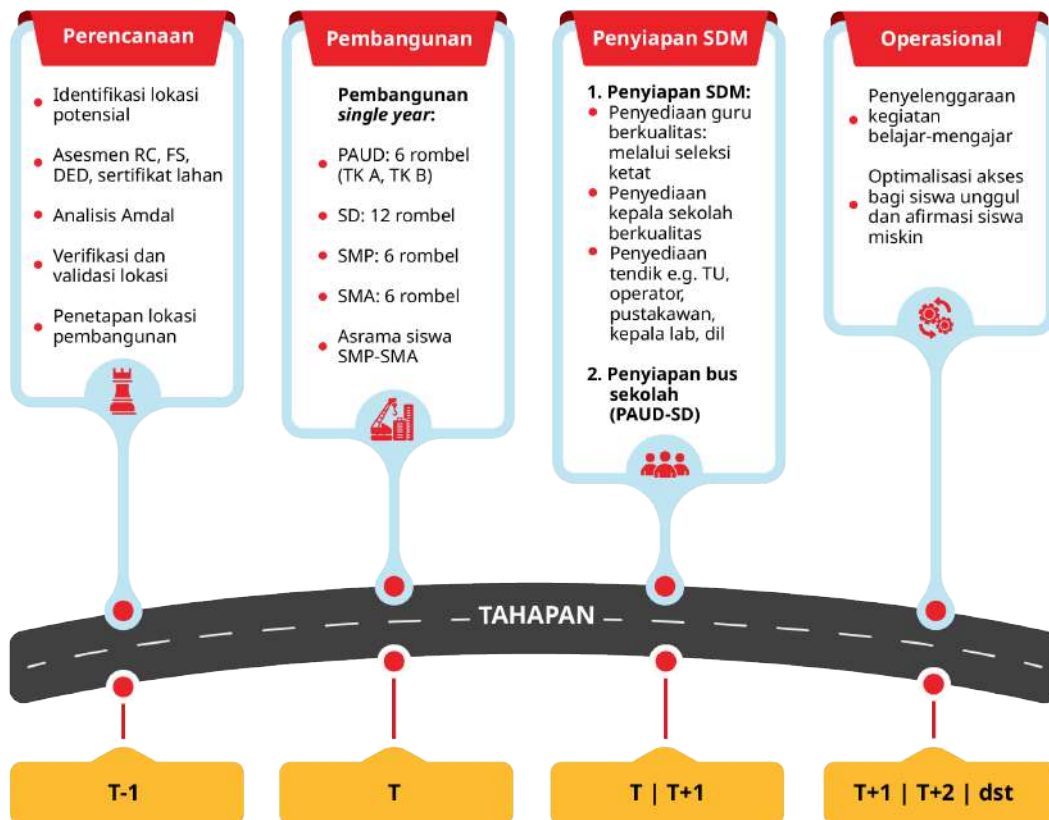 Perencanaan
Identifikasi lokasi
potensial
Asesmen RC, FS,
DED, sertifikat lahan
Analisis Amdal
Verifikasi dan
validasi lokasi
Penetapan lokasi
pembangunan
Pembangunan
Pembangunan
single year:
PAUD: 6 rombel
(TK A, TK B)
SD: 12 rombel
SMP: 6 rombel
SMA: 6 rombel
Asrama siswa
SMP-SMA
Penyiapan SDM
1. Penyiapan SDM:
Penyediaan guru
berkualitas:
melalui seleksi
ketat
Penyediaan
kepala sekolah
berkualitas
Penyediaan
tendik e.g. TU,
operator,
pustakawan,
kepala lab, dil
2. Penyiapan bus
sekolah
(PAUD-SD)
Operasional
Penyelenggaraan
kegiatan
belajar-mengajar
Optimalisasi akses
bagi siswa unggul
dan afirmasi siswa
miskin
TAHAPAN
T-1
T
T | T+1
T+1 | T+2 | dst